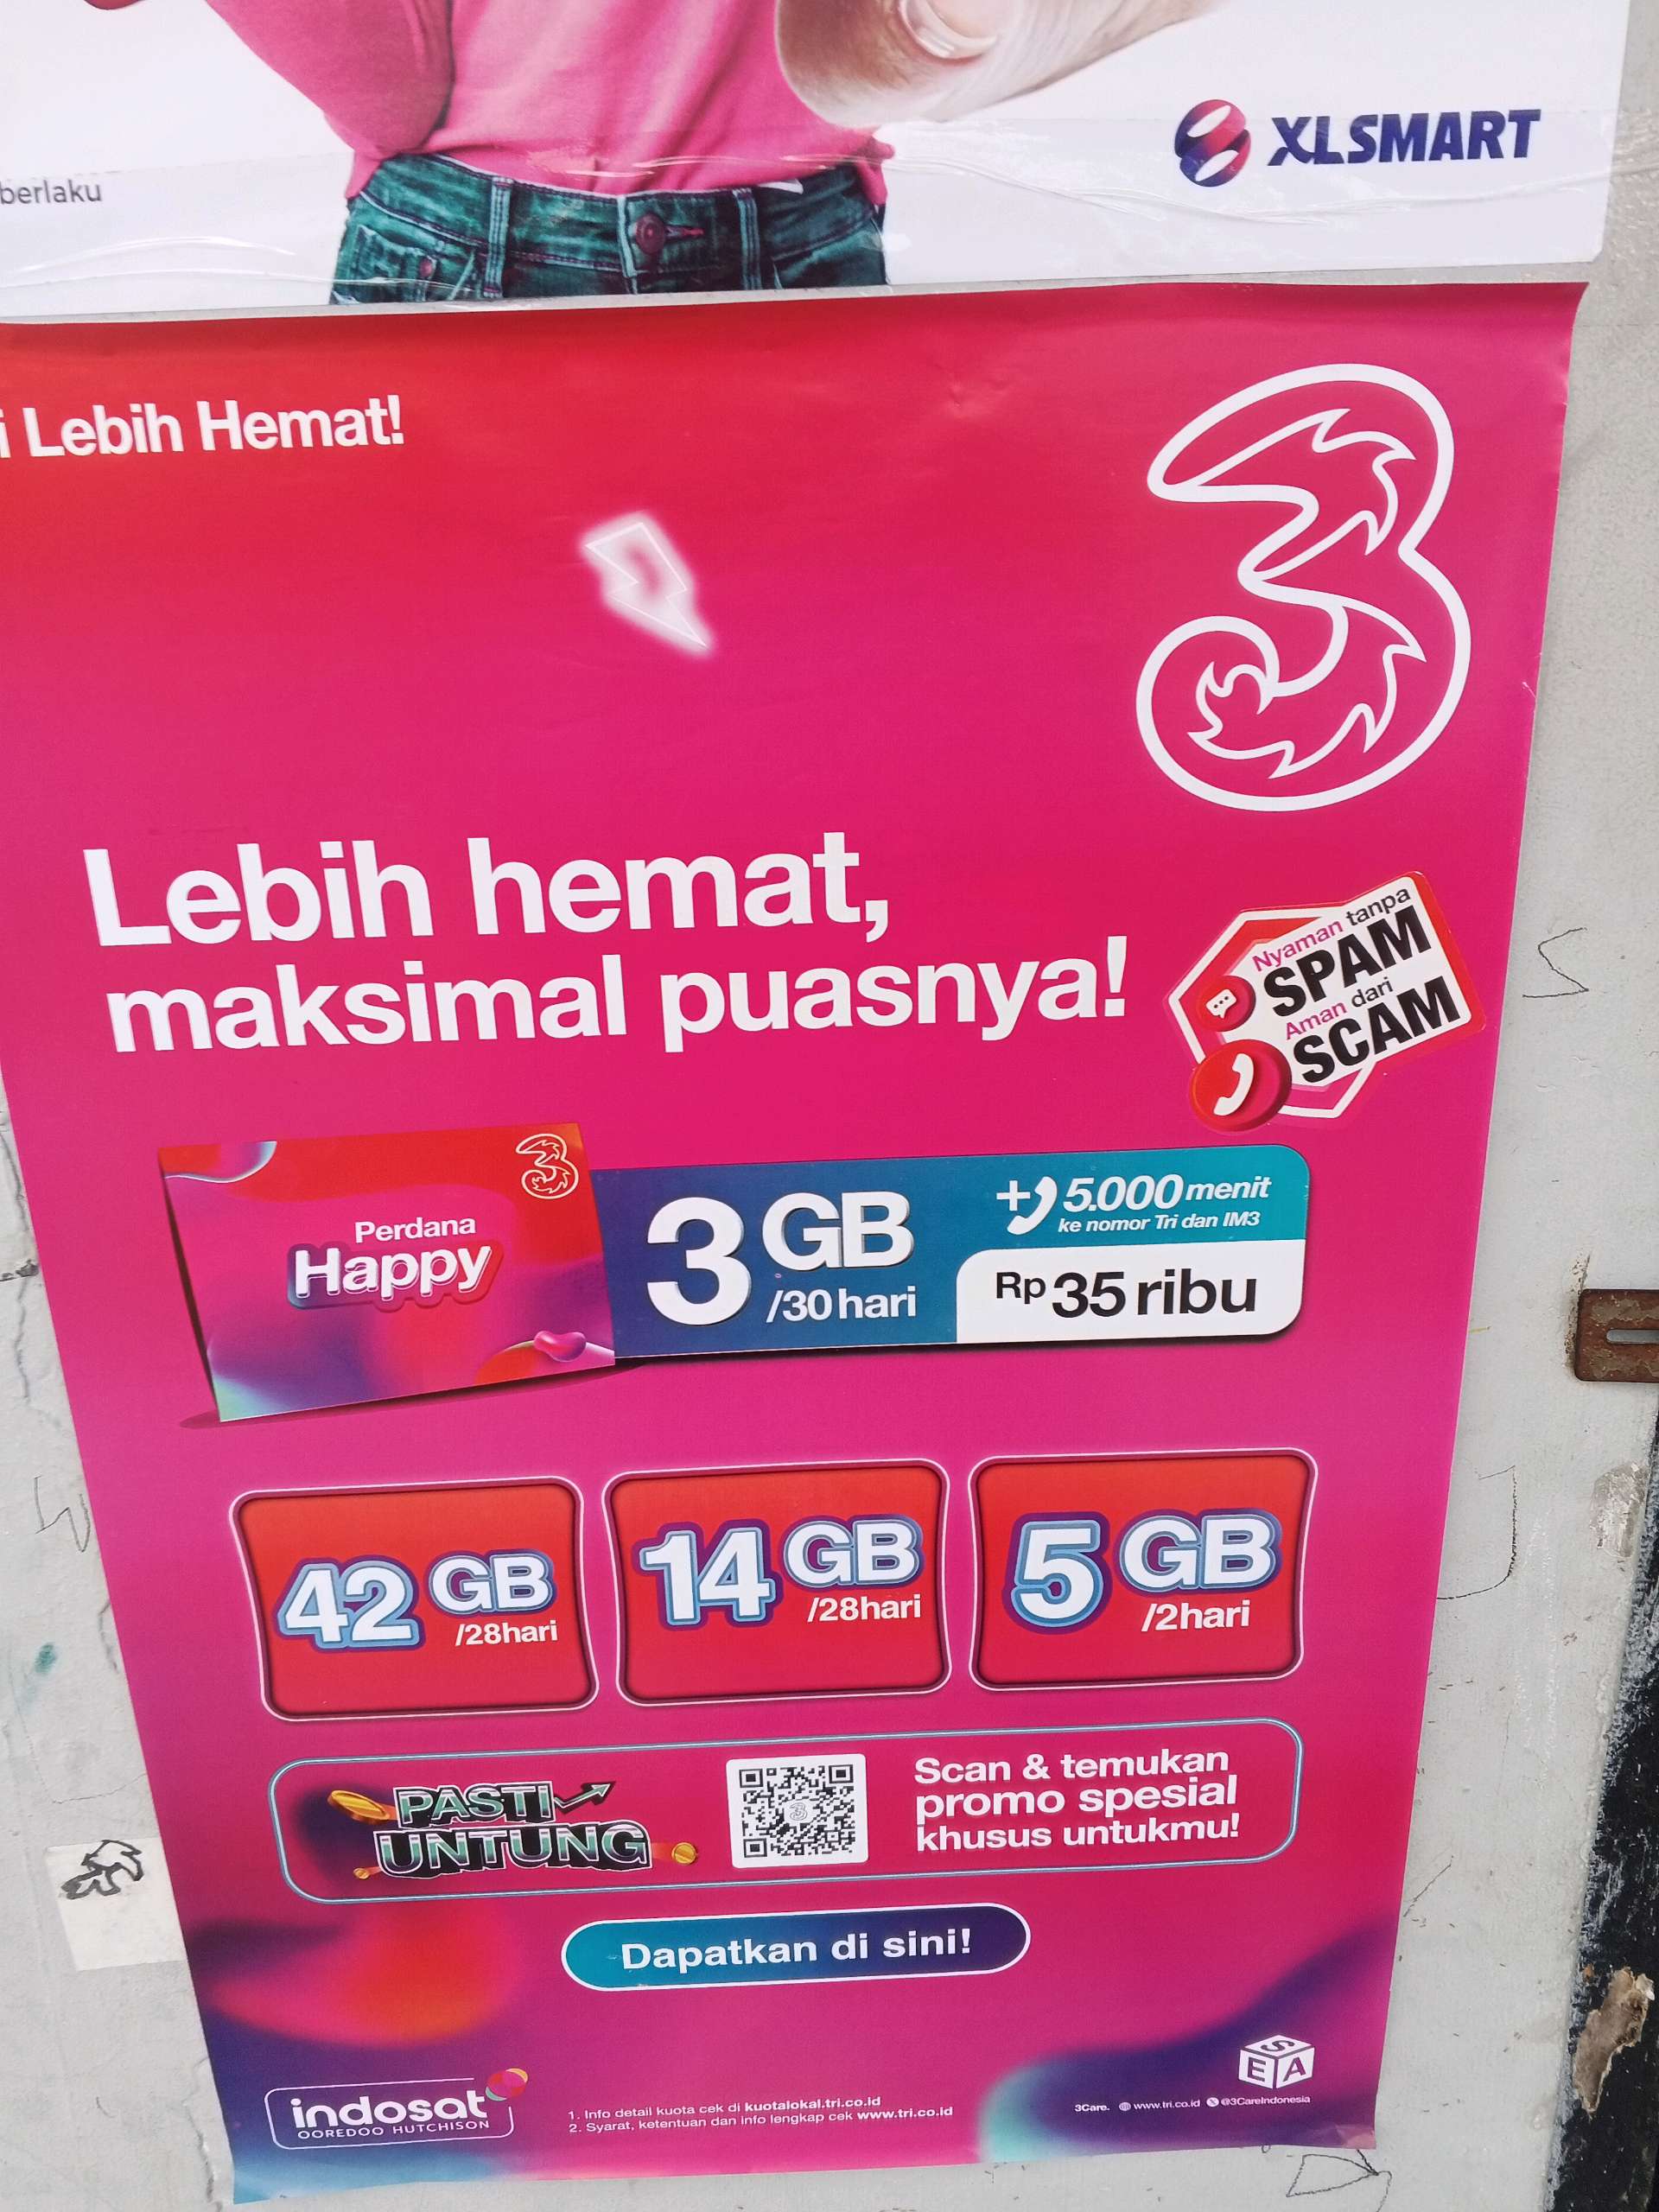 XLSMART
berlaku
Lebih Hemat!
3
Lebih hemat,
maksimal puasnya!
Nyaman tanpa
SPAM
Aman dari
SCAM
3
Perdana
Happy
3 GB
/30 hari
+ 5.000 menit
ke nomor Tri dan IM3
Rp 35 ribu
42 GB
/28hari
14 GB
/28hari
5 GB
/2hari
PASTI
UNTUNG
Scan & temukan
promo spesial
khusus untukmu!
Dapatkan di sini!
indosat
OOREDOO HUTCHISON
1. Info detail kuota cek di kuotalokal.tri.co.id
2. Syarat, ketentuan dan info lengkap cek www.tri.co.id
SEA
3Care. www.tri.co.id @3CareIndonesia